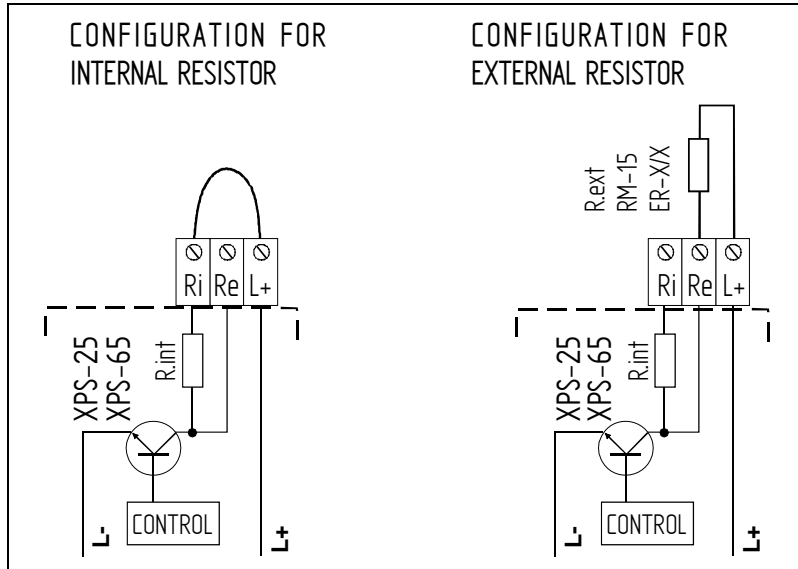 CONFIGURATION FOR
INTERNAL RESISTOR
Ri Re L+
R.int
XPS-25
XPS-65
CONTROL
L-
L+
CONFIGURATION FOR
EXTERNAL RESISTOR
R.ext
RM-15
ER-X/X
Ri Re L+
R.int
XPS-25
XPS-65
CONTROL
L-
L+